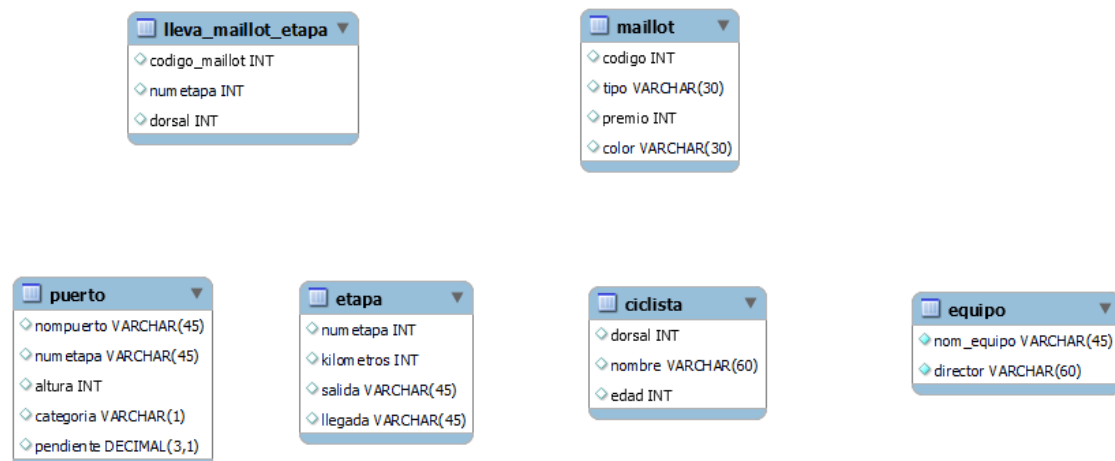 lleva_maillot_etapa
codigo_maillot INT
numetapa INT
dorsal INT
maillot
codigo INT
tipo VARCHAR(30)
premio INT
color VARCHAR(30)
puerto
nompuerto VARCHAR(45)
numetapa VARCHAR(45)
altura INT
categoria VARCHAR(1)
pendiente DECIMAL(3,1)
etapa
numetapa INT
kilometros INT
salida VARCHAR(45)
llegada VARCHAR(45)
ciclista
dorsal INT
nombre VARCHAR(60)
edad INT
equipo
nom_equipo VARCHAR(45)
director VARCHAR(60)